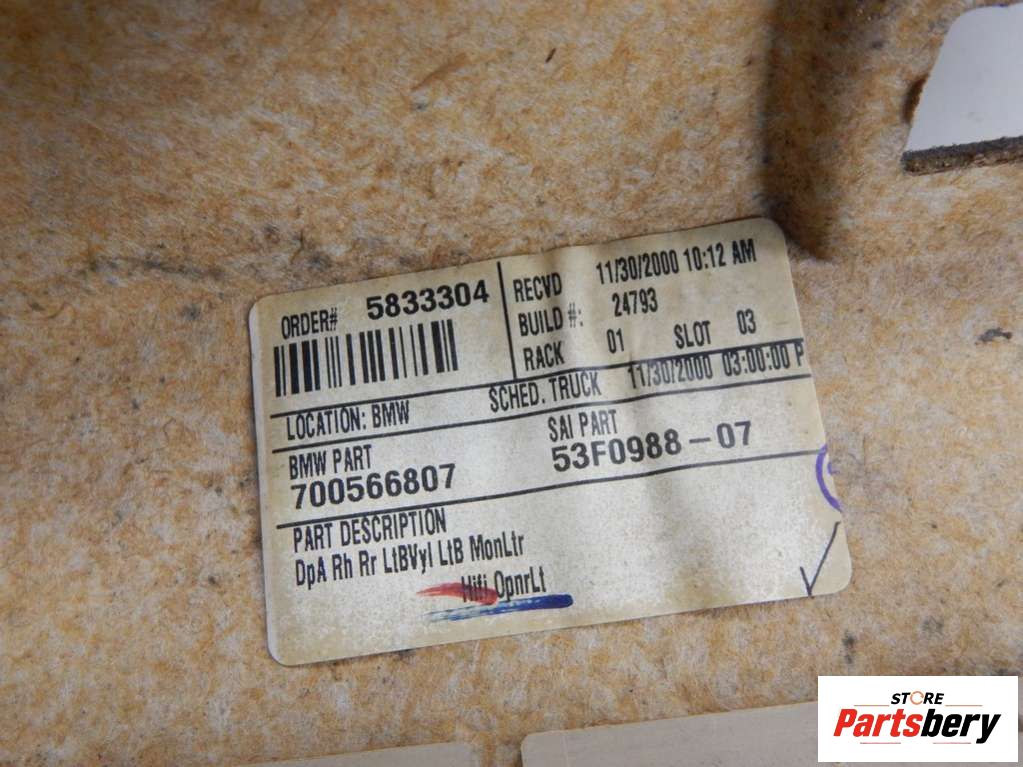 ORDER# 5833304
RECVD 11/30/2000 10:12 AM
BUILD #: 24793
RACK 01 SLOT 03
LOCATION: BMW SCHED. TRUCK 11/30/2000 03:00:00 P
BMW PART SAI PART
700566807 53F0988-07
PART DESCRIPTION
DpA Rh Rr LtBVyl LtB MonLtr
Hifi OpnrLt
STORE
Partsbery